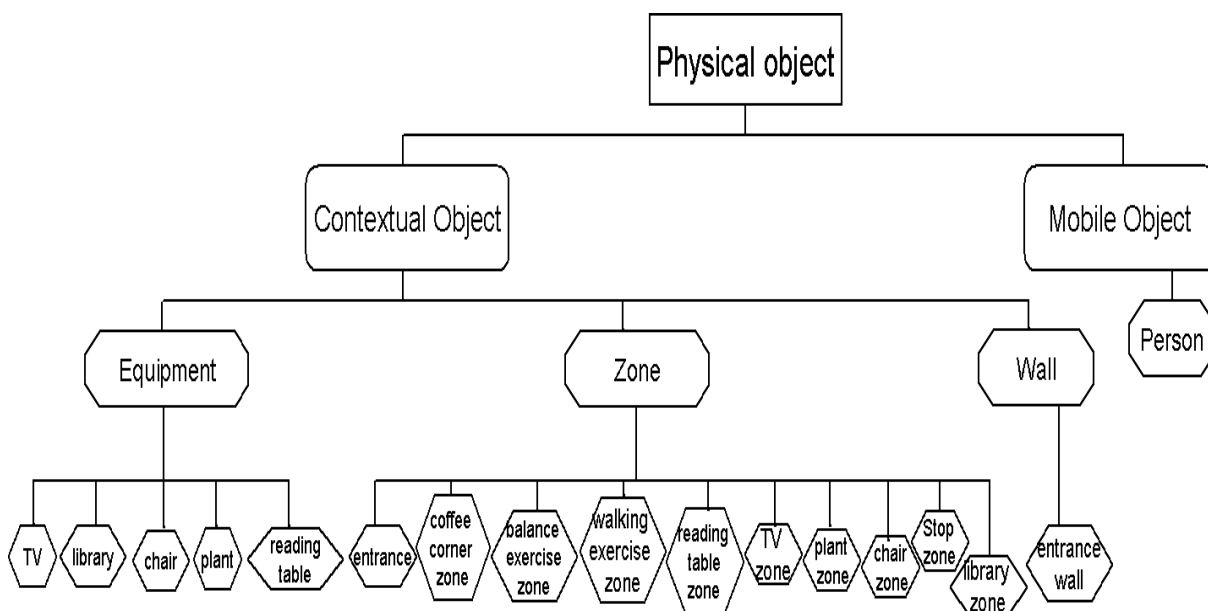 Physical object
Contextual Object
Mobile Object
Equipment
Zone
Wall
Person
TV
library
chair
plant
reading
table
entrance
coffee
corner
zone
balance
exercise
zone
walking
exercise
zone
reading
table
zone
TV
zone
plant
zone
chair
zone
Stop
zone
library
zone
entrance
wall